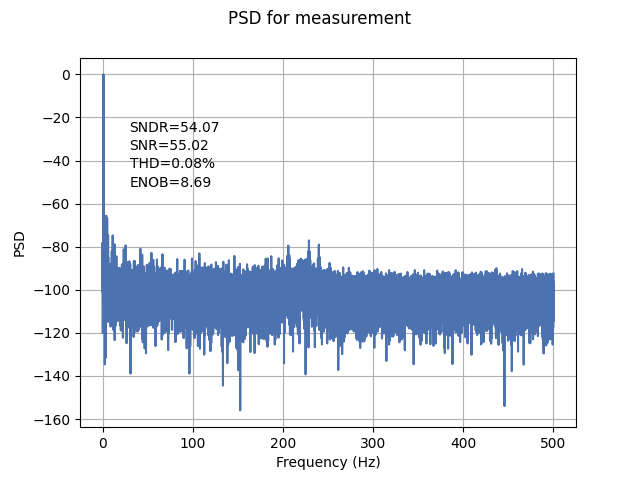 PSD for measurement
0
−20
−40
−60
−80
−100
−120
−140
−160
PSD
SNDR=54.07
SNR=55.02
THD=0.08%
ENOB=8.69
0 100 200 300 400 500
Frequency (Hz)